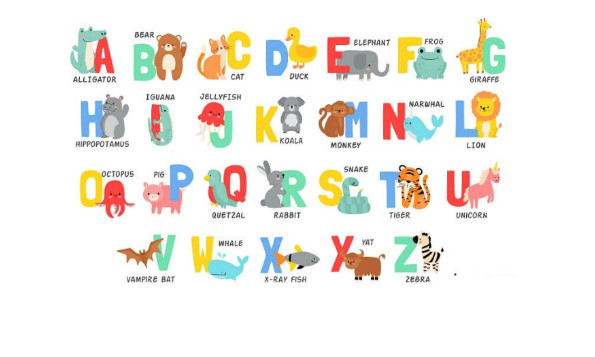 A
ALLIGATOR
BEAR
B
C
CAT
D
DUCK
E
ELEPHANT
F
FROG
G
GIRAFFE
H
HIPPOPOTAMUS
IGUANA
I
JELLYFISH
J
K
KOALA
M
MONKEY
N
NARWHAL
L
LION
O
OCTOPUS
PIG
P
Q
QUETZAL
R
RABBIT
S
SNAKE
T
TIGER
U
UNICORN
V
VAMPIRE BAT
W
WHALE
X
X-RAY FISH
X
YAT
Z
ZEBRA